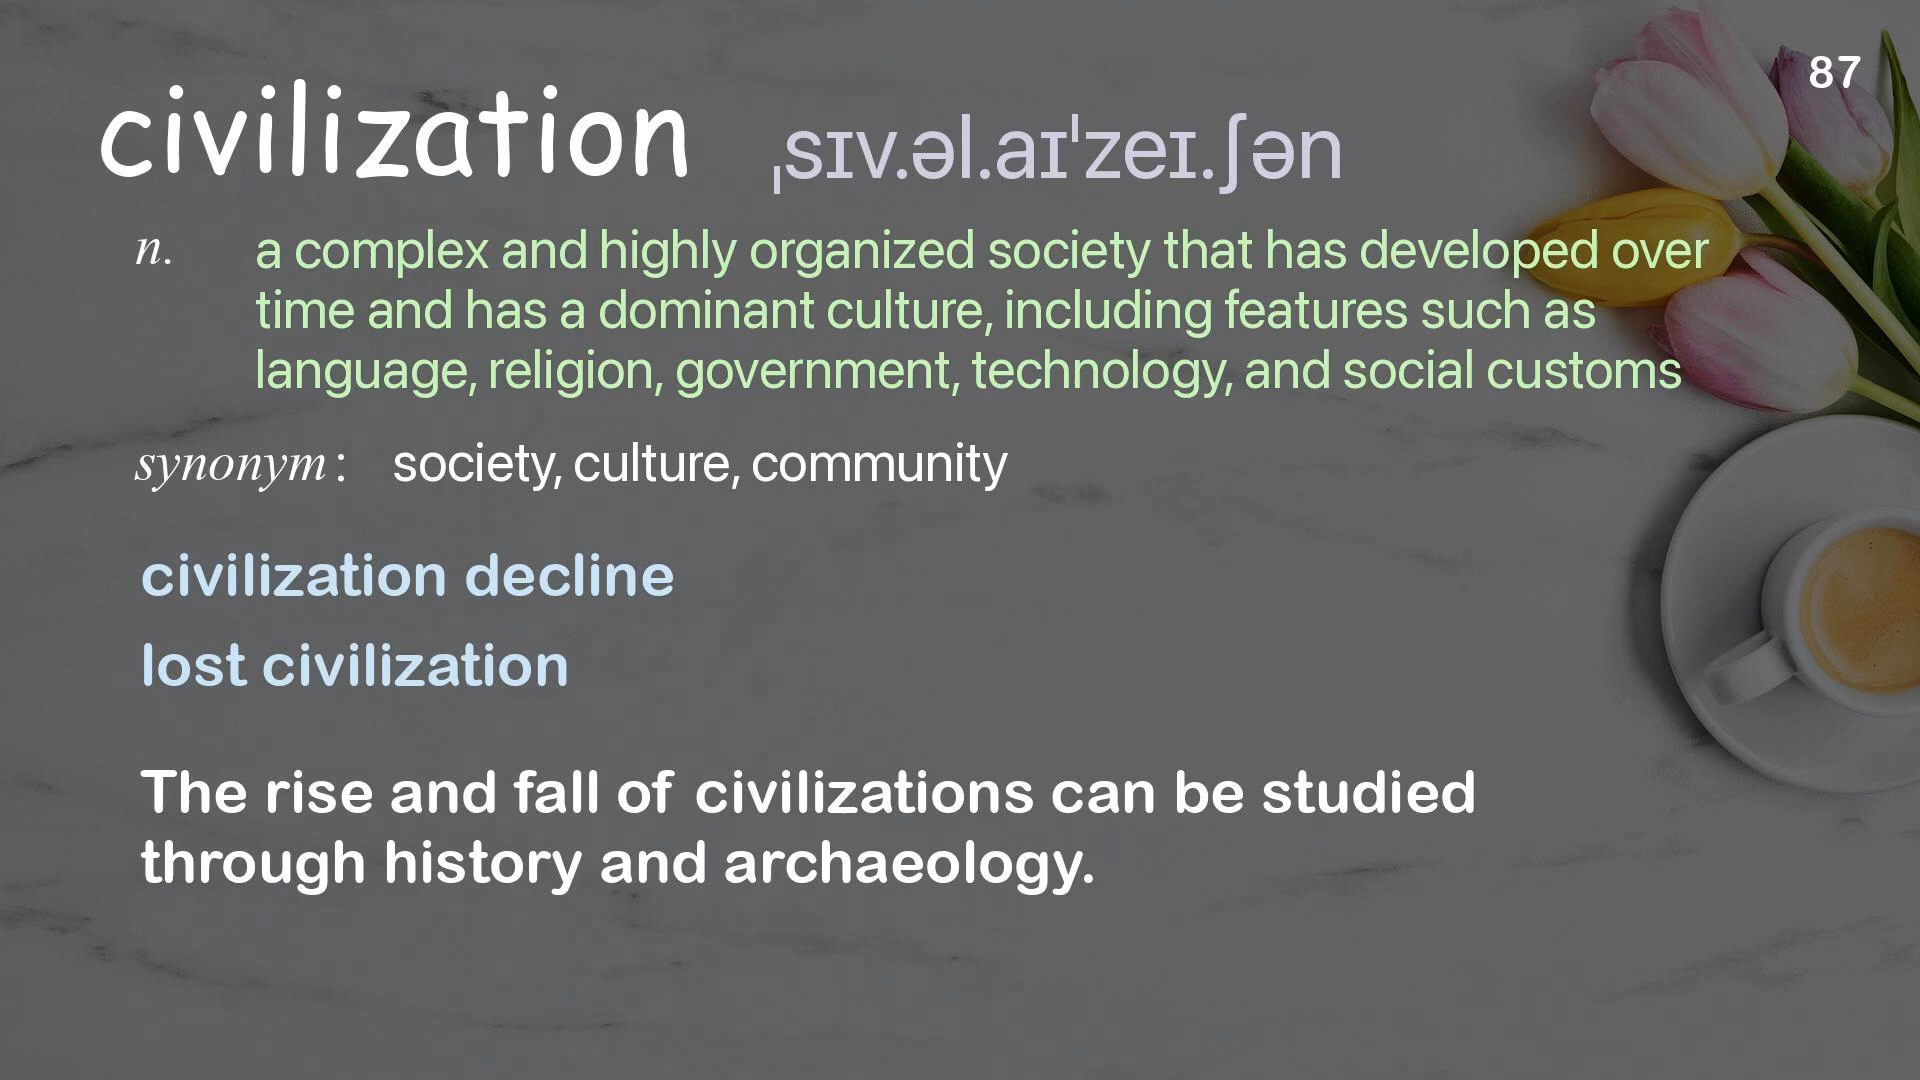 87
civilization ˌsɪv.əl.aɪˈzeɪ.ʃən
n. a complex and highly organized society that has developed over
time and has a dominant culture, including features such as
language, religion, government, technology, and social customs
synonym : society, culture, community
civilization decline
lost civilization
The rise and fall of civilizations can be studied
through history and archaeology.